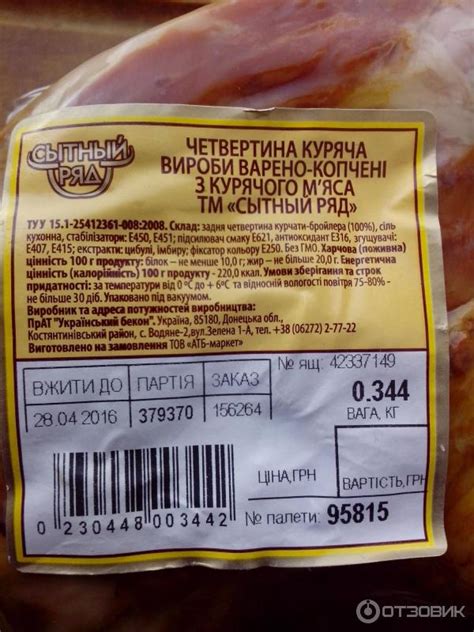 СЫТНЫЙ
РЯД
ЧЕТВЕРТИНА КУРЯЧА
ВИРОБИ ВАРЕНО-КОПЧЕНІ
З КУРЯЧОГО М'ЯСА
ТМ «СЫТНЫЙ РЯД»
ТУ У 15.1-25412361-008:2008. Склад: задня четвертина курчати-бройлера (100%), сіль
кухонна, стабілізатори: Е450, Е451; підсилювач смаку Е621, антиоксидант Е316, згущувачі:
Е407, Е415; екстракти: цибулі, імбиру; фіксатор кольору Е250. Без ГМО. Харчова (поживна)
цінність 100 г продукту: білок – не менше 10,0 г; жир – не більше 20,0 г. Енергетична
цінність (калорійність) 100 г продукту - 220,0 ккал. Умови зберігання та строк
придатності: за температури від 0 °С до + 6°С та відносній вологості повітря 75-80% -
не більше 30 діб. Упаковано під вакуумом.
Виробник та адреса потужностей виробництва:
ПрАТ "Український бекон". Україна, 85180, Донецька обл.,
Костянтинівський район, с. Водяне-2,вул.Зелена 1-А, тел. +38 (06272) 2-77-22
Виготовлено на замовлення ТОВ «АТБ-маркет»
№ ящ: 42337149
ВЖИТИ ДО ПАРТІЯ ЗАКАЗ
28.04.2016 379370 156264
0.344
ВАГА, КГ
ЦІНА,ГРН
ВАРТІСТЬ,ГРН
0 230448 003442
№ палети: 95815
ОТЗОВИК